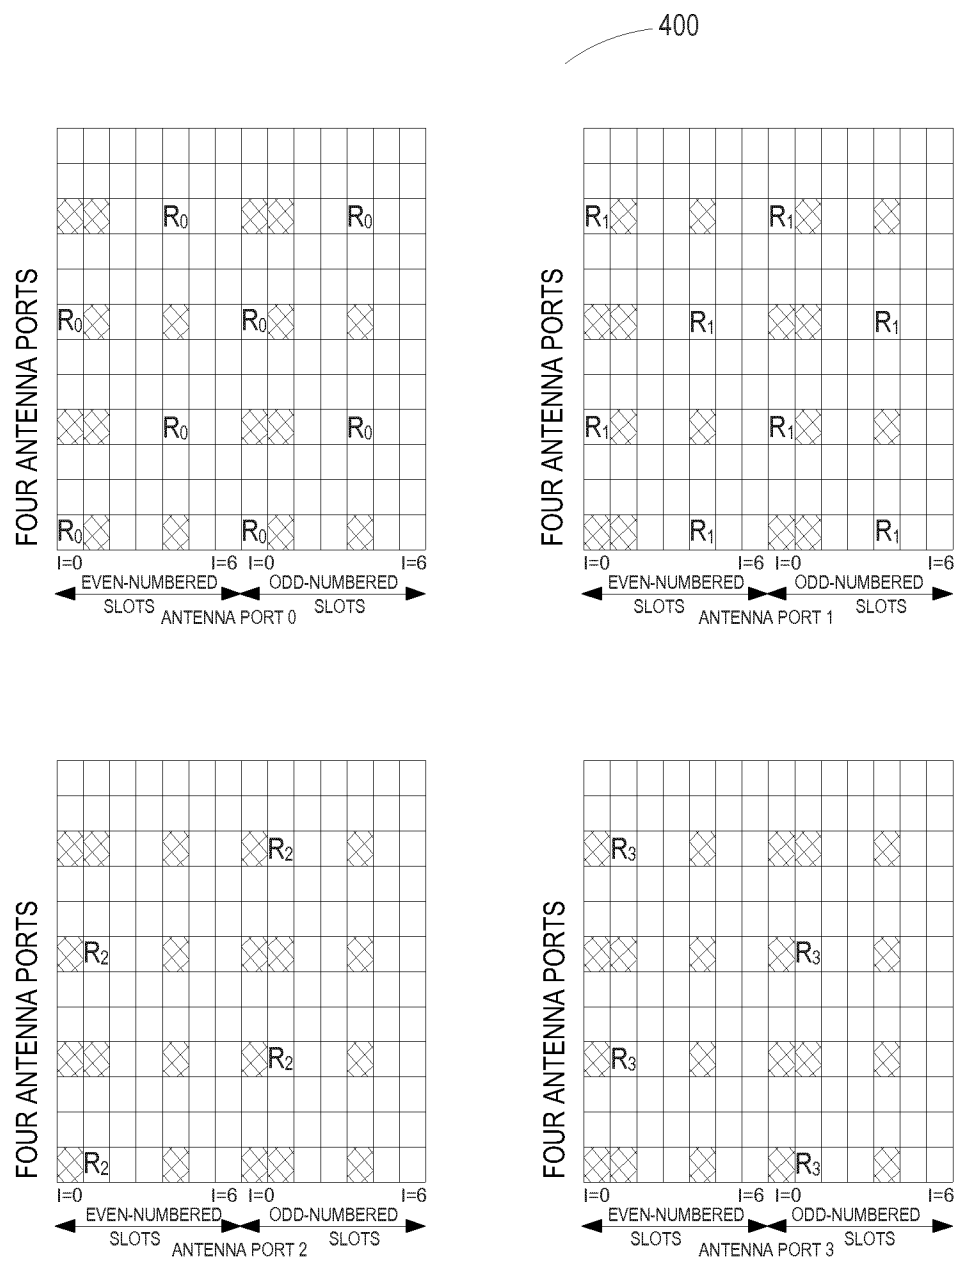 400
FOUR ANTENNA PORTS
R0 R0
R0 R0
R0 R0
R0 R0
l=0 l=6 l=0 l=6
EVEN-NUMBERED SLOTS ODD-NUMBERED SLOTS
ANTENNA PORT 0
FOUR ANTENNA PORTS
R1 R1
R1 R1
R1 R1
R1 R1
l=0 l=6 l=0 l=6
EVEN-NUMBERED SLOTS ODD-NUMBERED SLOTS
ANTENNA PORT 1
FOUR ANTENNA PORTS
R2
R2
R2
R2
l=0 l=6 l=0 l=6
EVEN-NUMBERED SLOTS ODD-NUMBERED SLOTS
ANTENNA PORT 2
FOUR ANTENNA PORTS
R3
R3
R3
R3
l=0 l=6 l=0 l=6
EVEN-NUMBERED SLOTS ODD-NUMBERED SLOTS
ANTENNA PORT 3